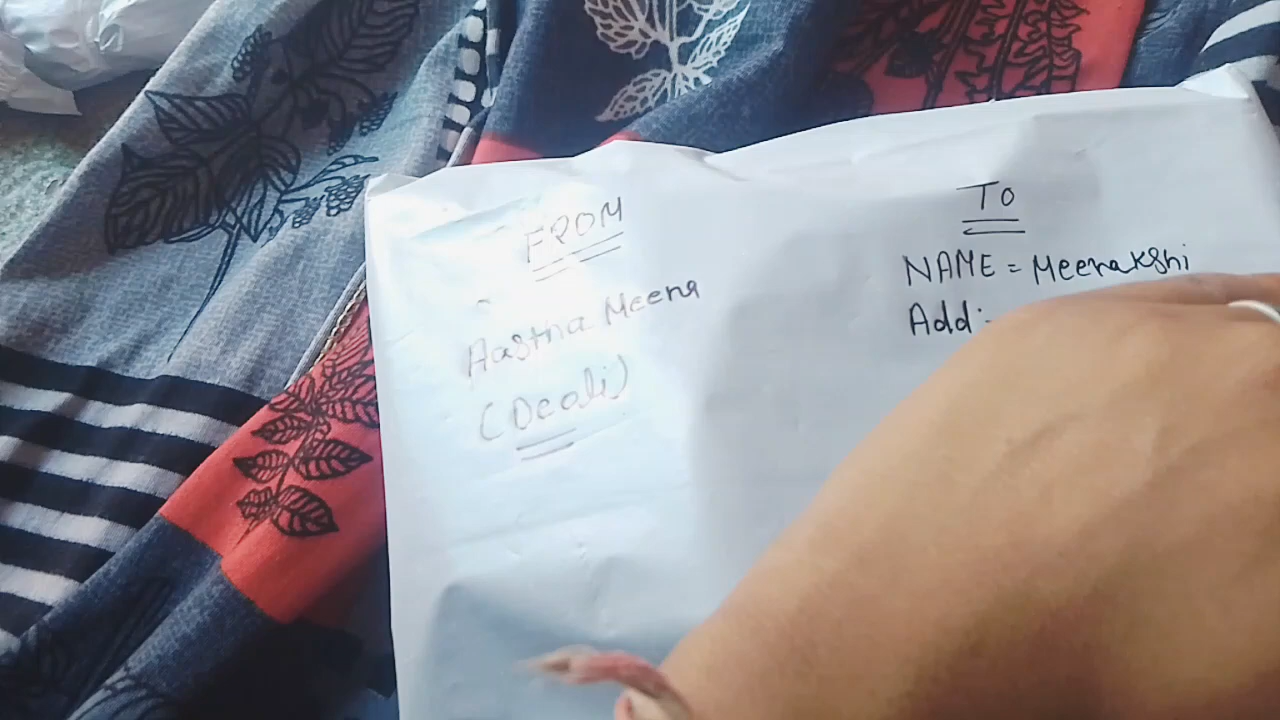 FROM
Aastha Meena
(Deoli)
TO
NAME = Meenakshi
Add:-